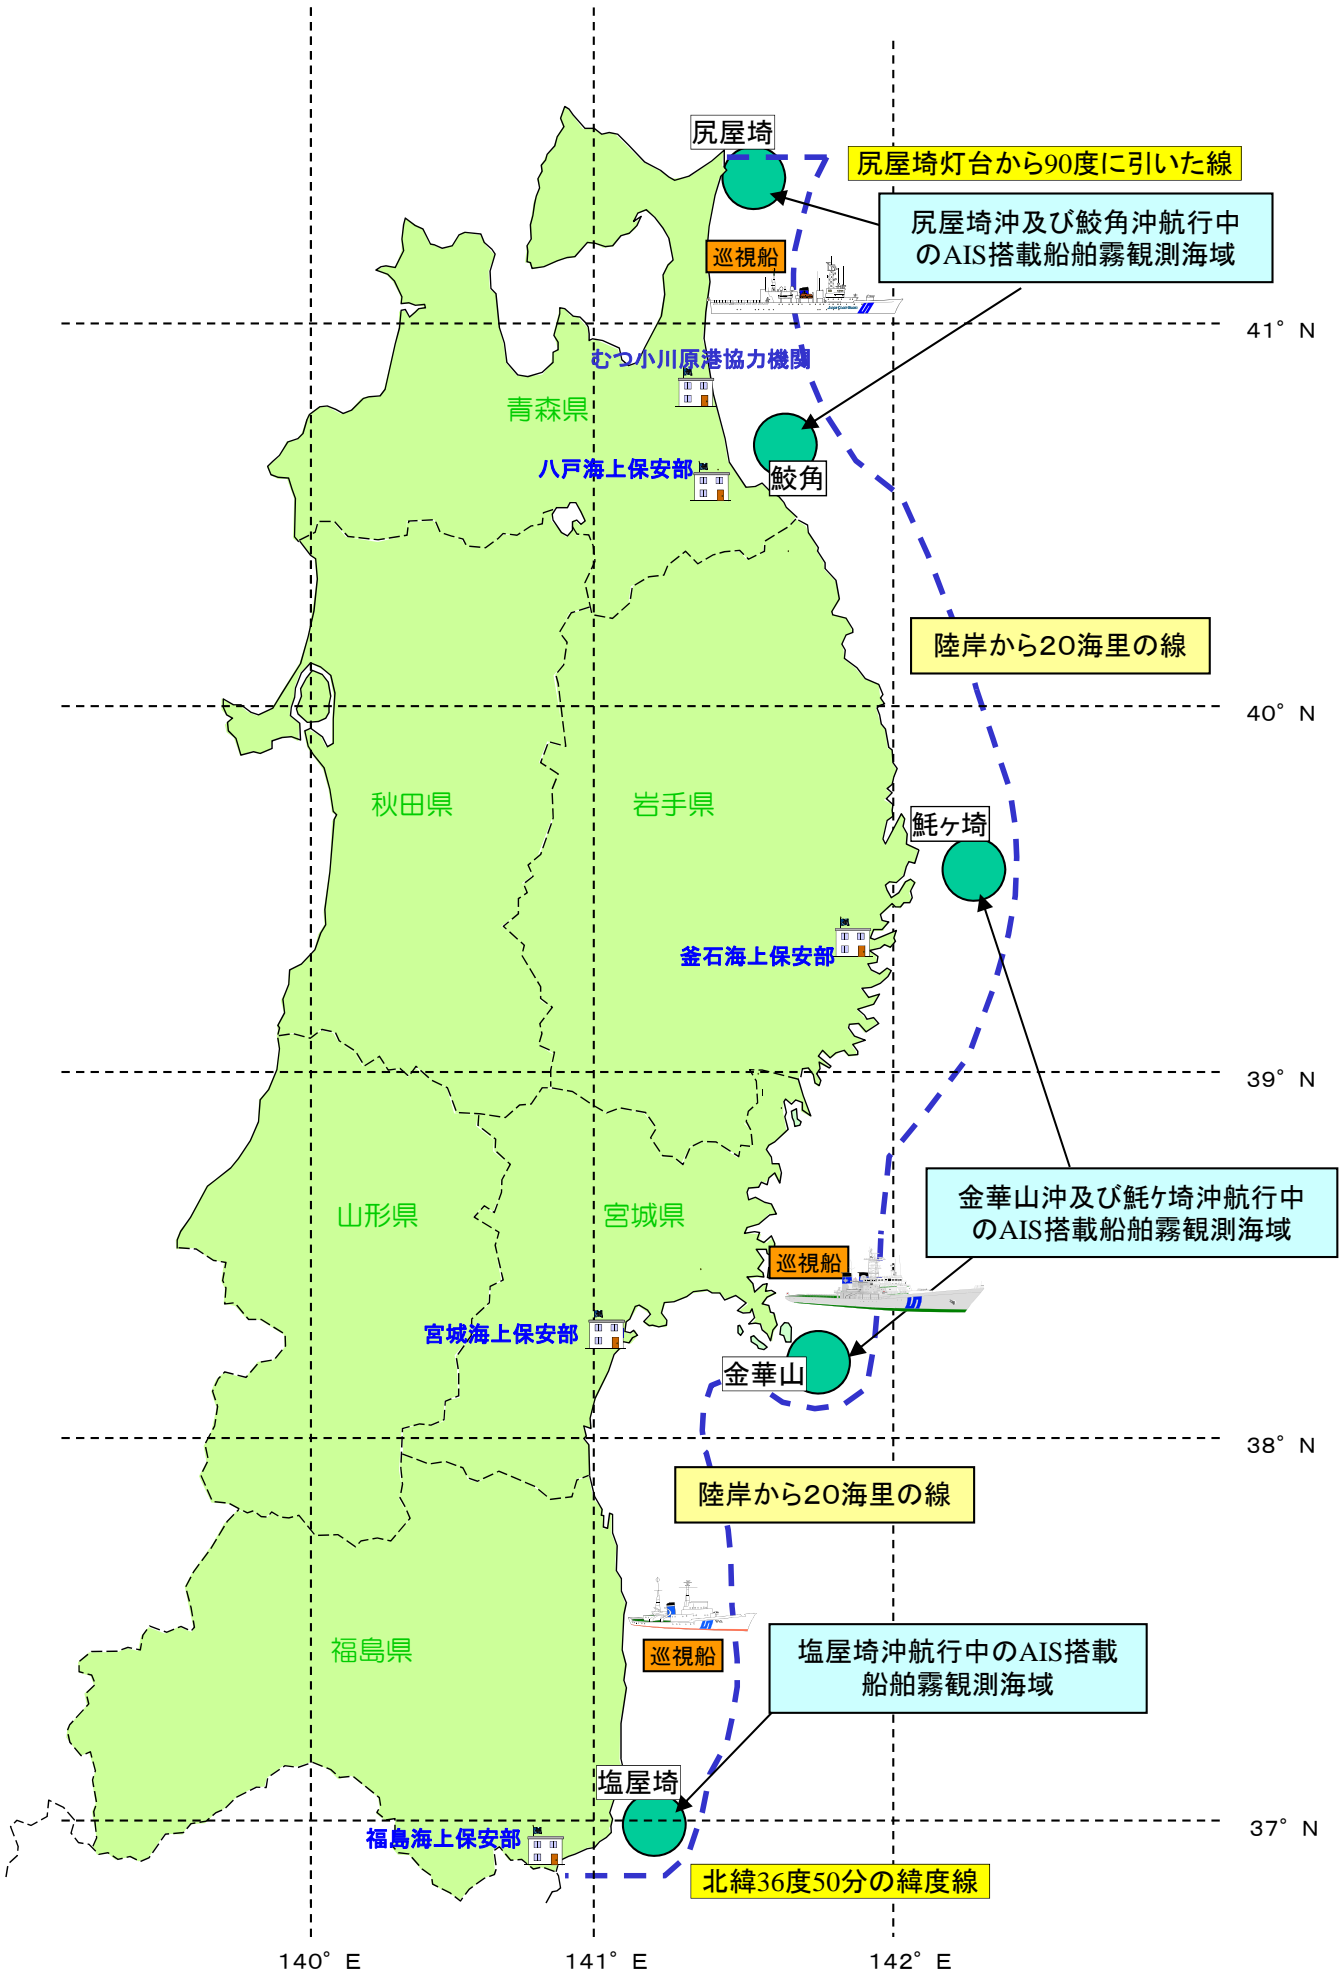 尻屋埼
尻屋埼灯台から90度に引いた線
尻屋埼沖及び鮫角沖航行中
のAIS搭載船舶霧観測海域
巡視船
41°N
むつ小川原港協力機関
青森県
八戸海上保安部
鮫角
陸岸から20海里の線
40°N
秋田県
岩手県
魹ヶ埼
釜石海上保安部
39°N
金華山沖及び魹ケ埼沖航行中
のAIS搭載船舶霧観測海域
山形県
宮城県
巡視船
宮城海上保安部
金華山
38°N
陸岸から20海里の線
福島県
巡視船
塩屋埼沖航行中のAIS搭載
船舶霧観測海域
塩屋埼
福島海上保安部
37°N
北緯36度50分の緯度線
140°E
141°E
142°E